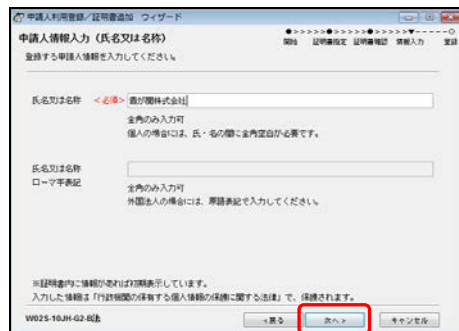 申請人利用登録/証明書追加 ウィザード
申請人情報入力（氏名又は名称）
●>>>>>●>>>>>●>>>>>▼-----○
開始 証明書指定 証明書確認 情報入力 登録
登録する申請人情報を入力してください。
氏名又は名称 <必須> 霞が関株式会社
全角のみ入力可
個人の場合には、氏・名の間に全角空白が必要です。
氏名又は名称
ローマ字表記
全角のみ入力可
外国法人の場合には、原語表記で入力してください。
※証明書内に情報があれば初期表示しています。
入力した情報は「行政機関の保有する個人情報の保護に関する法律」で、保護されます。
W02S-10JH-G2-B法
<戻る 次へ> キャンセル